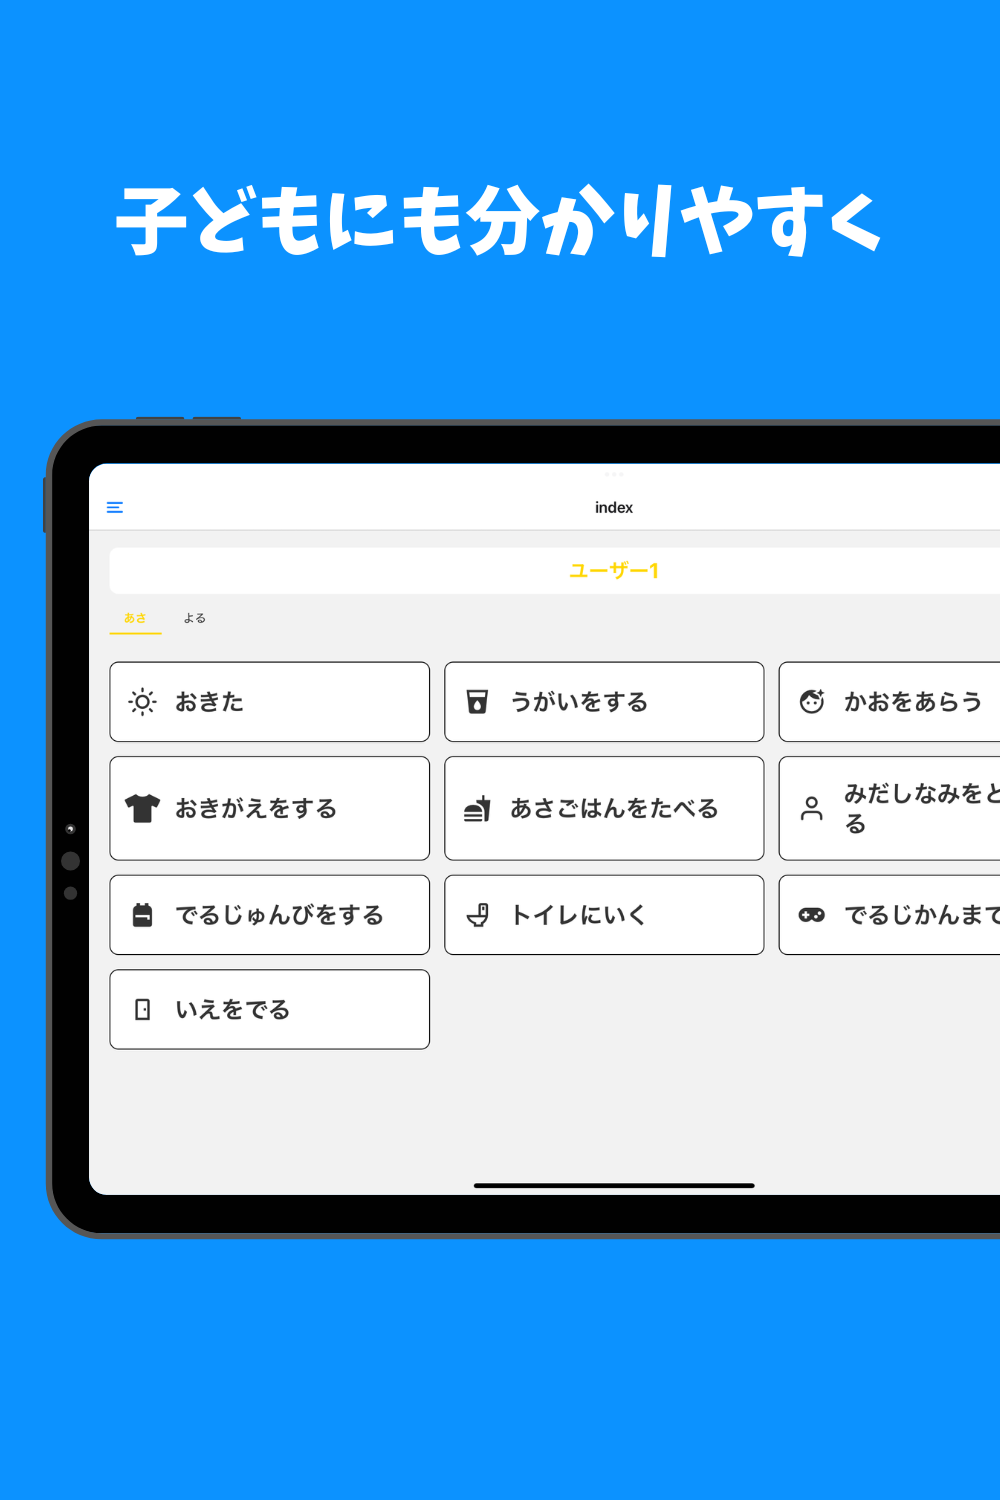 子どもにも分かりやすく
index
ユーザー1
あさ よる
おきた うがいをする かおをあらう
おきがえをする あさごはんをたべる みだしなみをと
る
でるじゅんびをする トイレにいく でるじかんまで
いえをでる